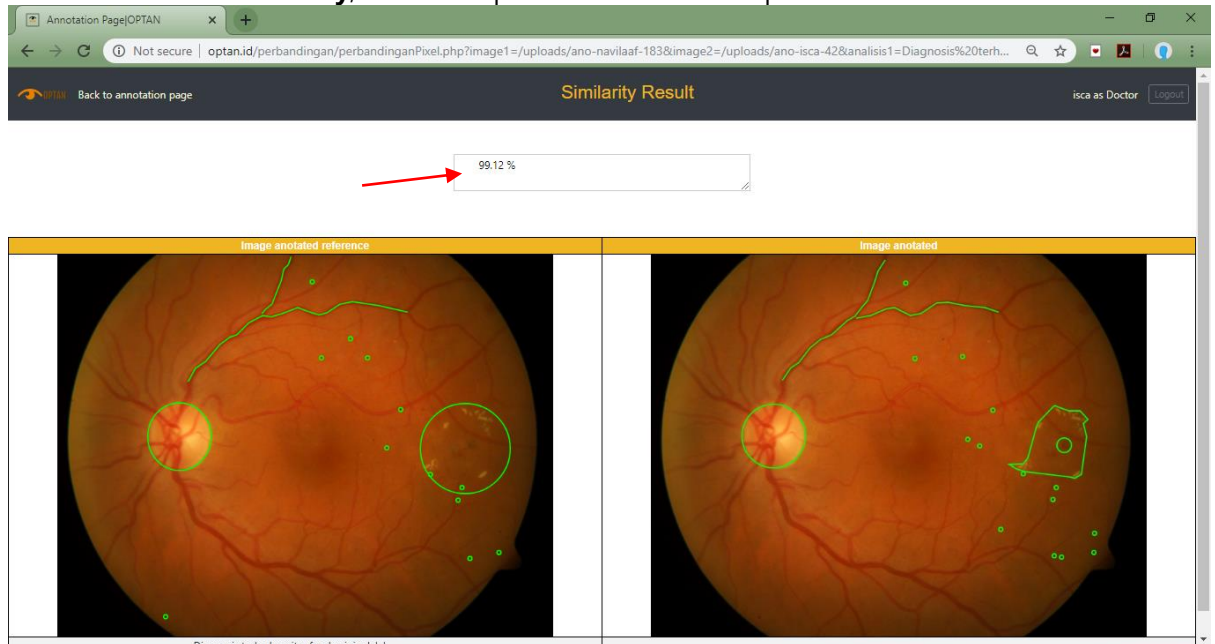 Annotation Page|OPTAN
Not secure | optan.id/perbandingan/perbandinganPixel.php?image1=/uploads/ano-navilaaf-183&image2=/uploads/ano-isca-42&analisis1=Diagnosis%20terh...
OPTAN Back to annotation page Similarity Result isca as Doctor Logout
99.12 %
Image anotated reference Image anotated